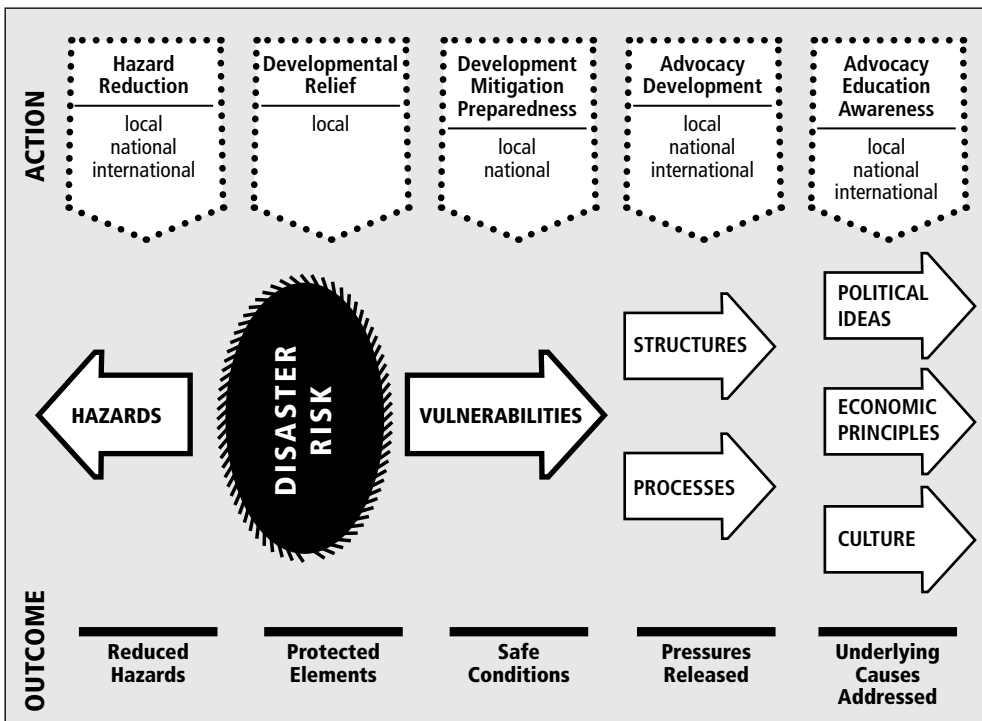 ACTION
Hazard
Reduction
local
national
international
Developmental
Relief
local
Development
Mitigation
Preparedness
local
national
Advocacy
Development
local
national
international
Advocacy
Education
Awareness
local
national
international
HAZARDS
DISASTER
RISK
VULNERABILITIES
STRUCTURES
PROCESSES
POLITICAL
IDEAS
ECONOMIC
PRINCIPLES
CULTURE
OUTCOME
Reduced
Hazards
Protected
Elements
Safe
Conditions
Pressures
Released
Underlying
Causes
Addressed